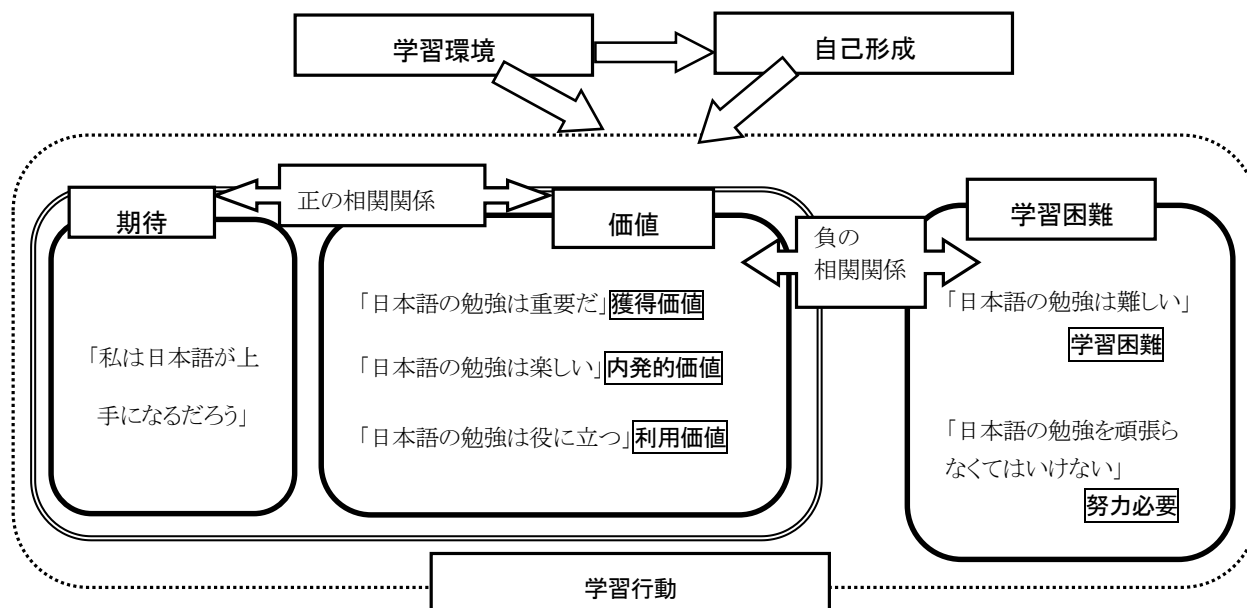 学習環境
自己形成
期待
正の相関関係
価値
負の
相関関係
学習困難
「私は日本語が上
手になるだろう」
「日本語の勉強は重要だ」獲得価値
「日本語の勉強は楽しい」内発的価値
「日本語の勉強は役に立つ」利用価値
「日本語の勉強は難しい」
学習困難
「日本語の勉強を頑張ら
なくてはいけない」
努力必要
学習行動